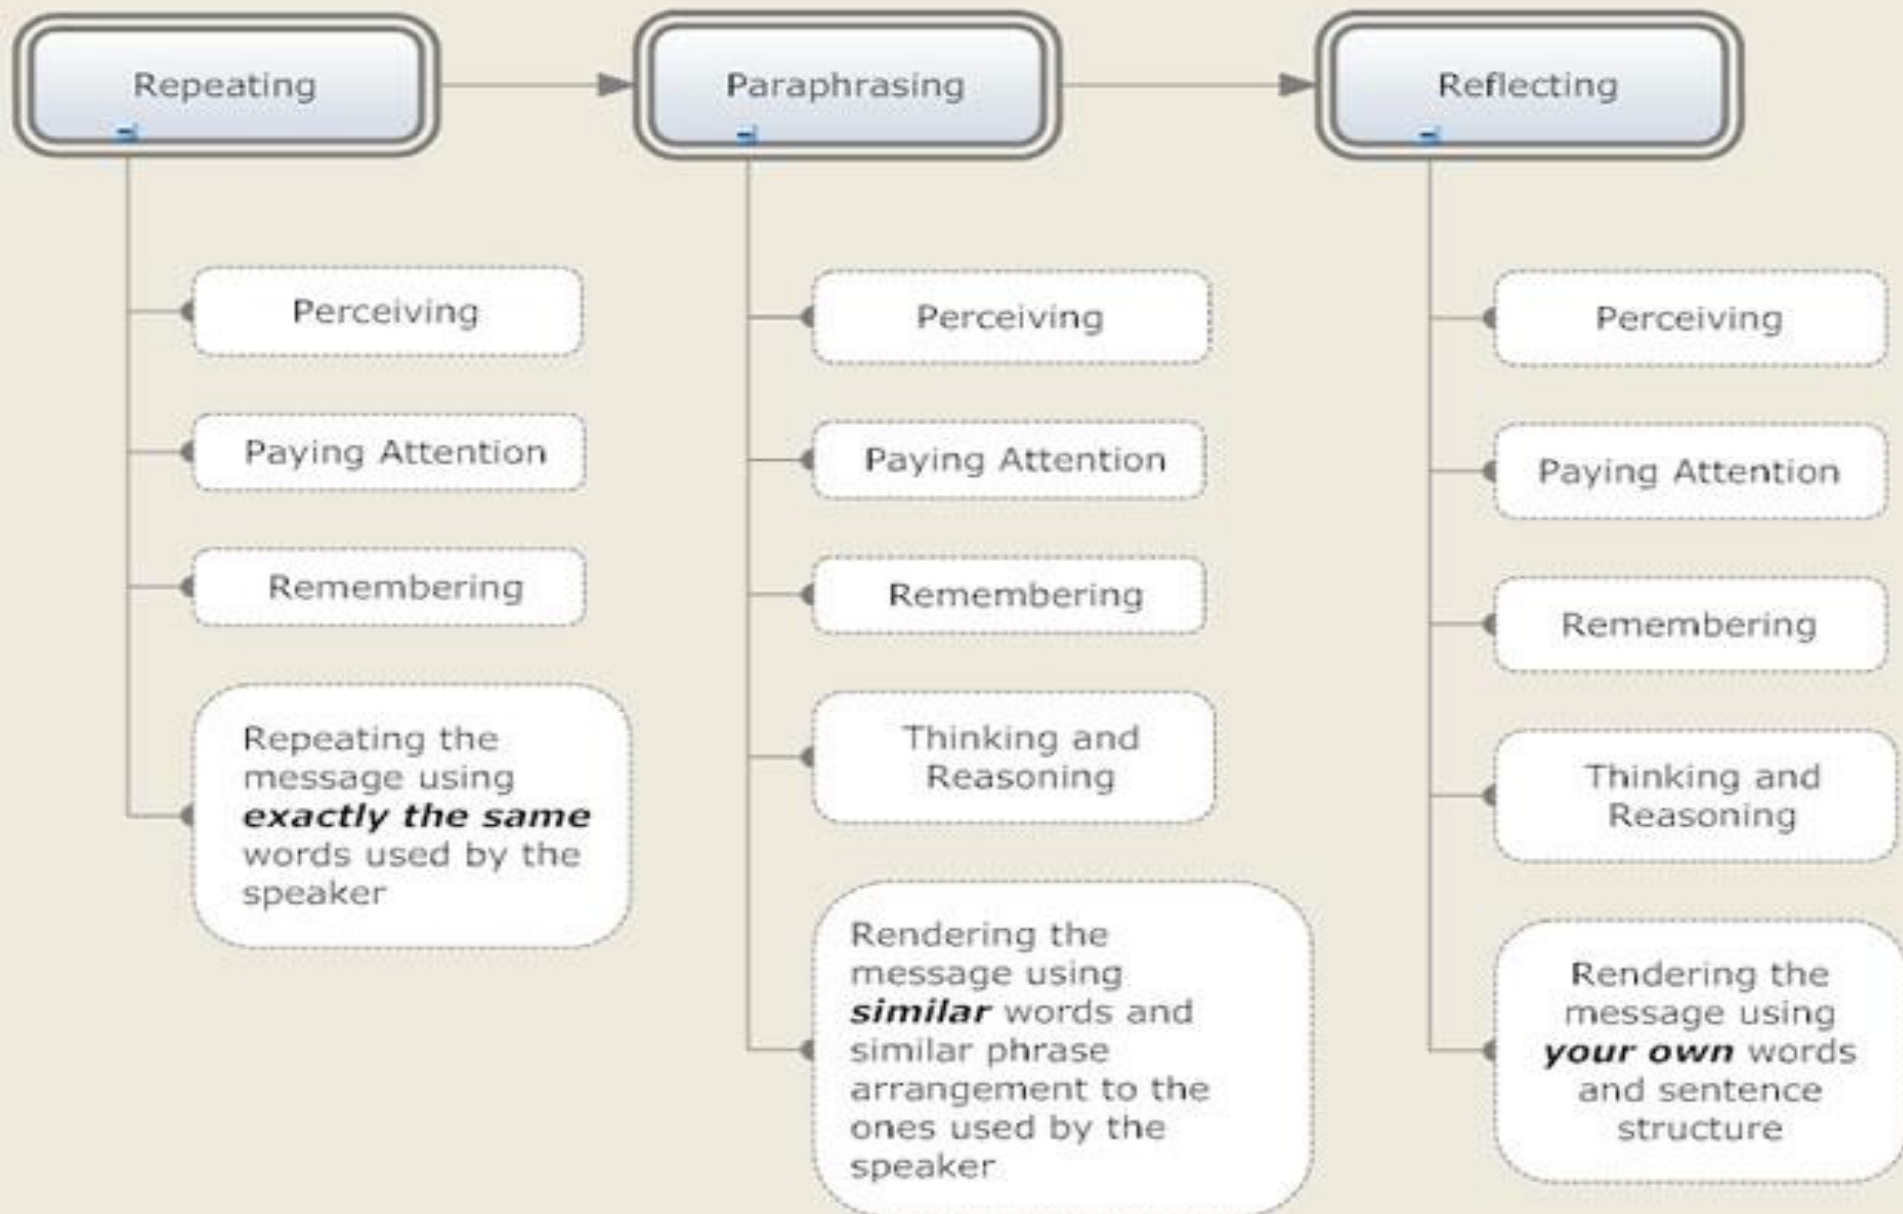 Repeating
Perceiving
Paying Attention
Remembering
Repeating the
message using
exactly the same
words used by the
speaker
Paraphrasing
Perceiving
Paying Attention
Remembering
Thinking and
Reasoning
Rendering the
message using
similar words and
similar phrase
arrangement to the
ones used by the
speaker
Reflecting
Perceiving
Paying Attention
Remembering
Thinking and
Reasoning
Rendering the
message using
your own words
and sentence
structure